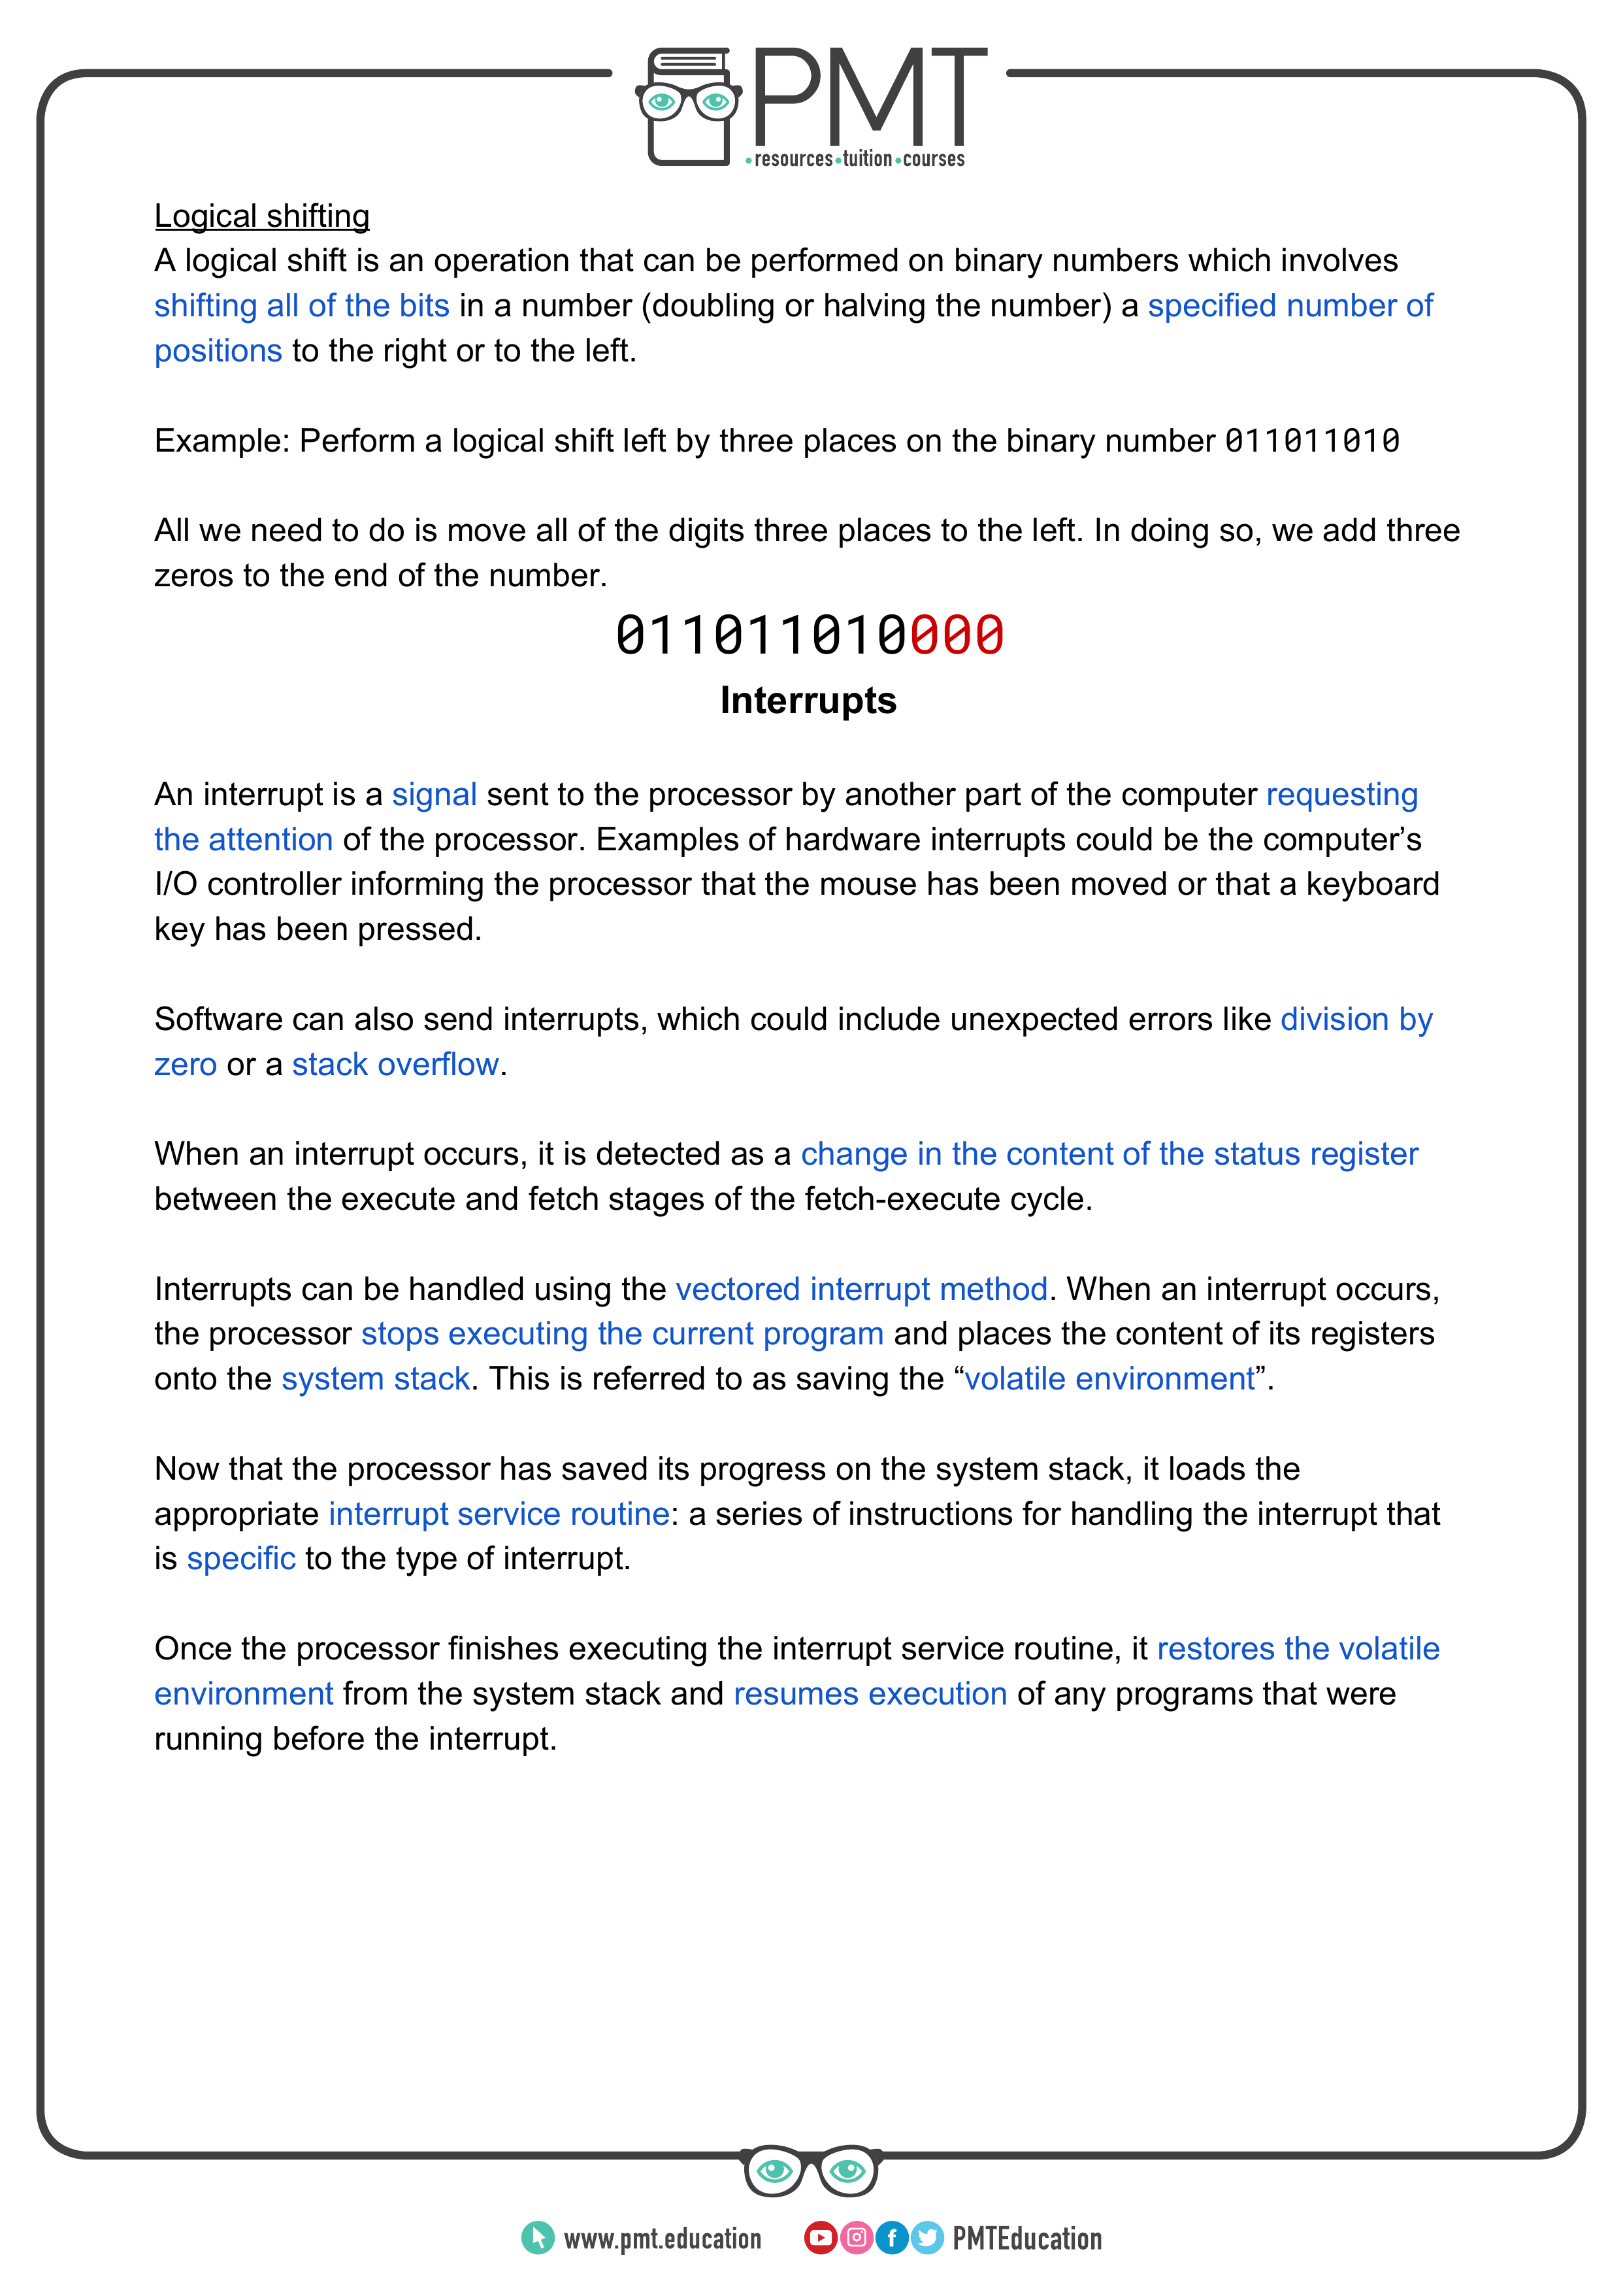 PMT
•resources•tuition•courses
Logical shifting
A logical shift is an operation that can be performed on binary numbers which involves
shifting all of the bits in a number (doubling or halving the number) a specified number of
positions to the right or to the left.
Example: Perform a logical shift left by three places on the binary number 011011010
All we need to do is move all of the digits three places to the left. In doing so, we add three
zeros to the end of the number.
011011010000
Interrupts
An interrupt is a signal sent to the processor by another part of the computer requesting
the attention of the processor. Examples of hardware interrupts could be the computer’s
I/O controller informing the processor that the mouse has been moved or that a keyboard
key has been pressed.
Software can also send interrupts, which could include unexpected errors like division by
zero or a stack overflow.
When an interrupt occurs, it is detected as a change in the content of the status register
between the execute and fetch stages of the fetch-execute cycle.
Interrupts can be handled using the vectored interrupt method. When an interrupt occurs,
the processor stops executing the current program and places the content of its registers
onto the system stack. This is referred to as saving the “volatile environment”.
Now that the processor has saved its progress on the system stack, it loads the
appropriate interrupt service routine: a series of instructions for handling the interrupt that
is specific to the type of interrupt.
Once the processor finishes executing the interrupt service routine, it restores the volatile
environment from the system stack and resumes execution of any programs that were
running before the interrupt.
www.pmt.education PMTEducation